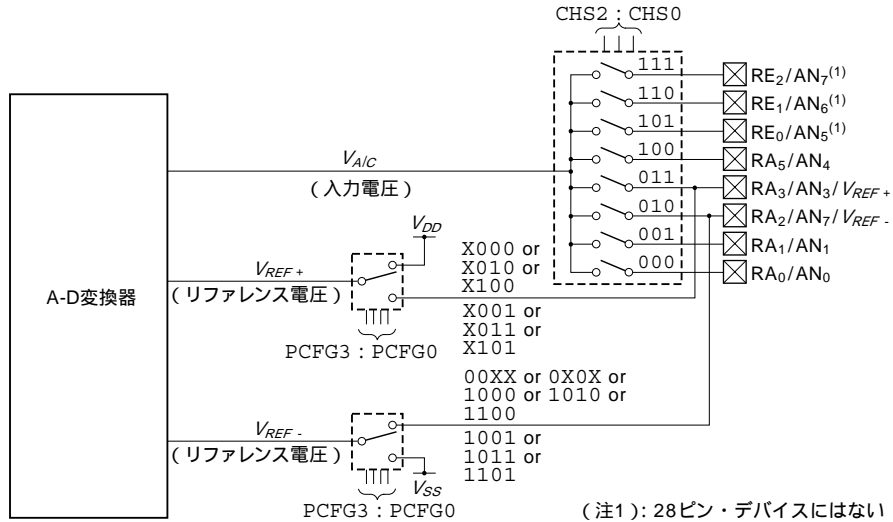 CHS2：CHS0
111 RE2/AN7(1)
110 RE1/AN6(1)
101 RE0/AN5(1)
100 RA5/AN4
011 RA3/AN3/VREF +
010 RA2/AN7/VREF -
001 RA1/AN1
000 RA0/AN0
VA/C
（入力電圧）
VDD
VREF +
（リファレンス電圧）
A-D変換器
X000 or
X010 or
X100
X001 or
X011 or
X101
PCFG3：PCFG0
00XX or 0X0X or
1000 or 1010 or
1100
1001 or
1011 or
1101
VREF -
（リファレンス電圧）
VSS
PCFG3：PCFG0
（注1）: 28ピン・デバイスにはない